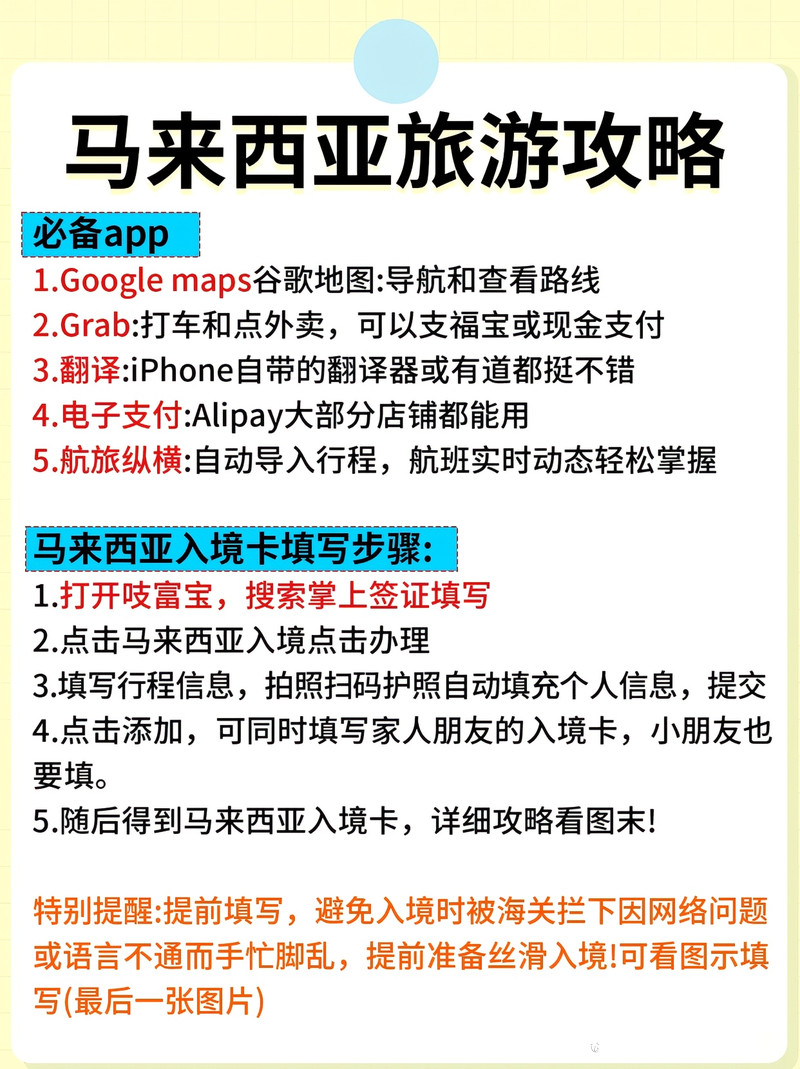 马来西亚旅游攻略
必备app
1.Google maps谷歌地图:导航和查看路线
2.Grab:打车和点外卖，可以支福宝或现金支付
3.翻译:iPhone自带的翻译器或有道都挺不错
4.电子支付:Alipay大部分店铺都能用
5.航旅纵横:自动导入行程，航班实时动态轻松掌握
马来西亚入境卡填写步骤:
1.打开吱富宝，搜索掌上签证填写
2.点击马来西亚入境点击办理
3.填写行程信息，拍照扫码护照自动填充个人信息，提交
4.点击添加，可同时填写家人朋友的入境卡，小朋友也
要填。
5.随后得到马来西亚入境卡，详细攻略看图末!
特别提醒:提前填写，避免入境时被海关拦下因网络问题
或语言不通而手忙脚乱，提前准备丝滑入境!可看图示填
写(最后一张图片)